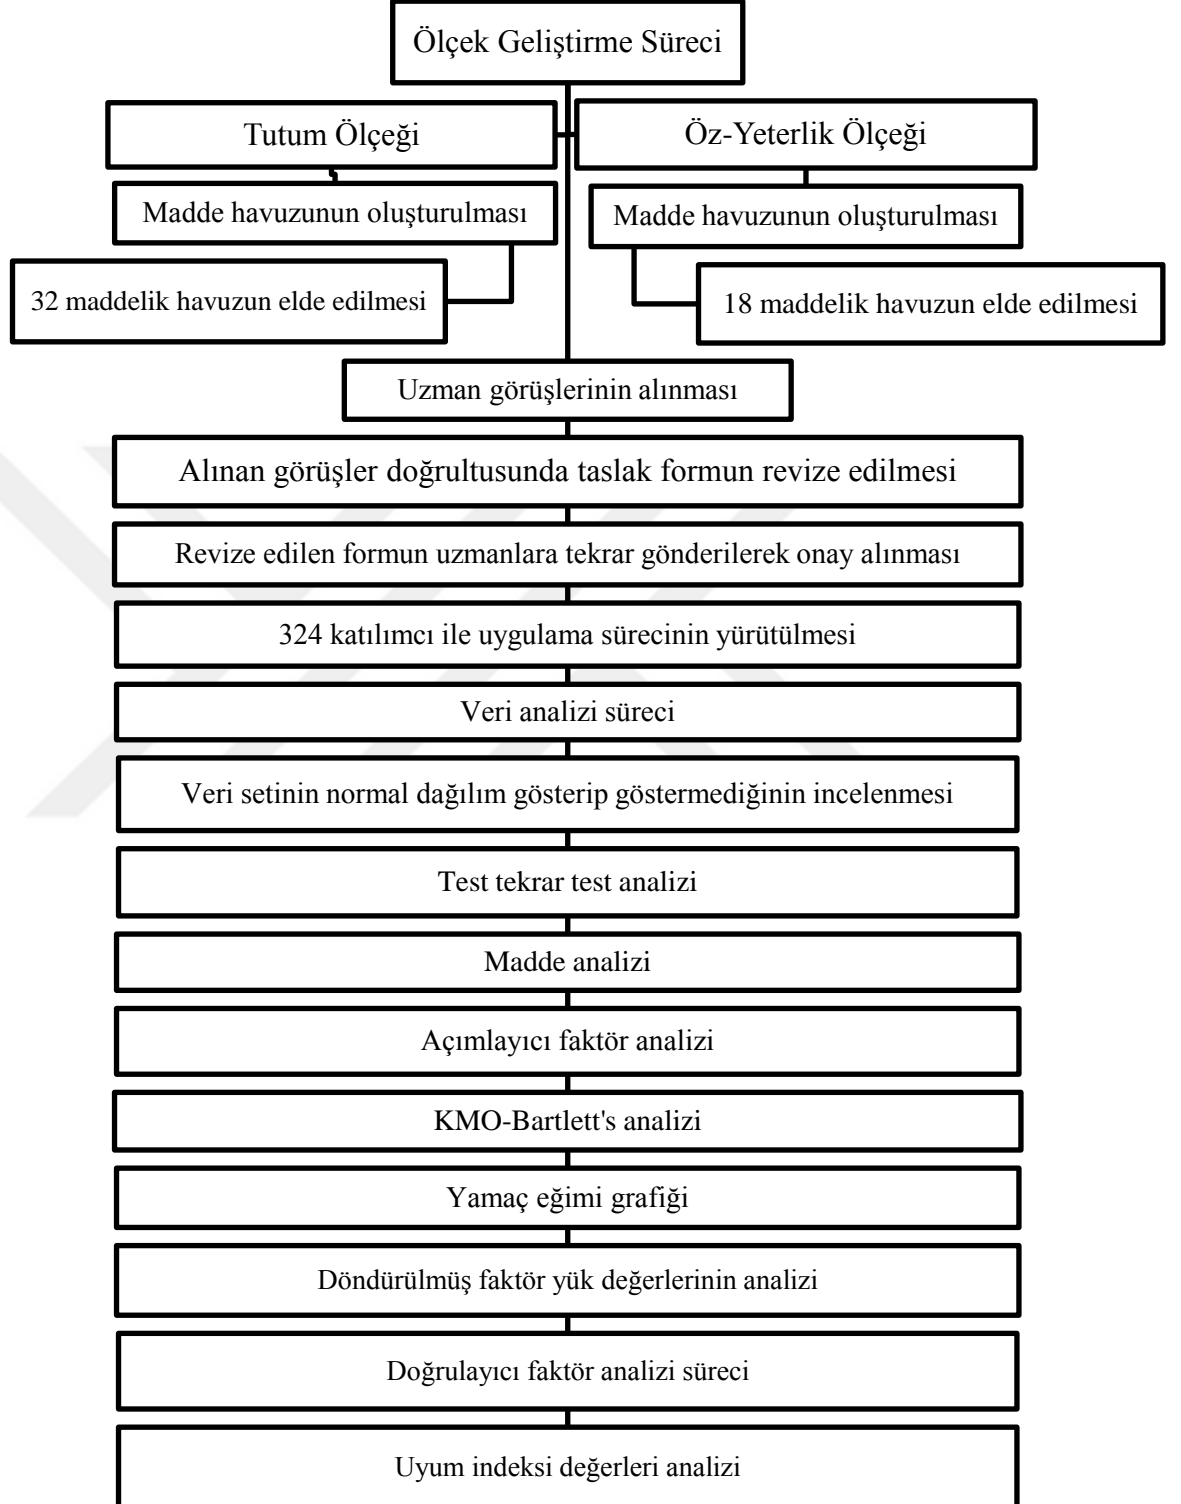 Ölçek Geliştirme Süreci
Tutum Ölçeği
Öz-Yeterlik Ölçeği
Madde havuzunun oluşturulması
Madde havuzunun oluşturulması
32 maddelik havuzun elde edilmesi
18 maddelik havuzun elde edilmesi
Uzman görüşlerinin alınması
Alınan görüşler doğrultusunda taslak formun revize edilmesi
Revize edilen formun uzmanlara tekrar gönderilerek onay alınması
324 katılımcı ile uygulama sürecinin yürütülmesi
Veri analizi süreci
Veri setinin normal dağılım gösterip göstermediğinin incelenmesi
Test tekrar test analizi
Madde analizi
Açımlayıcı faktör analizi
KMO-Bartlett's analizi
Yamaç eğimi grafiği
Döndürülmüş faktör yük değerlerinin analizi
Doğrulayıcı faktör analizi süreci
Uyum indeksi değerleri analizi